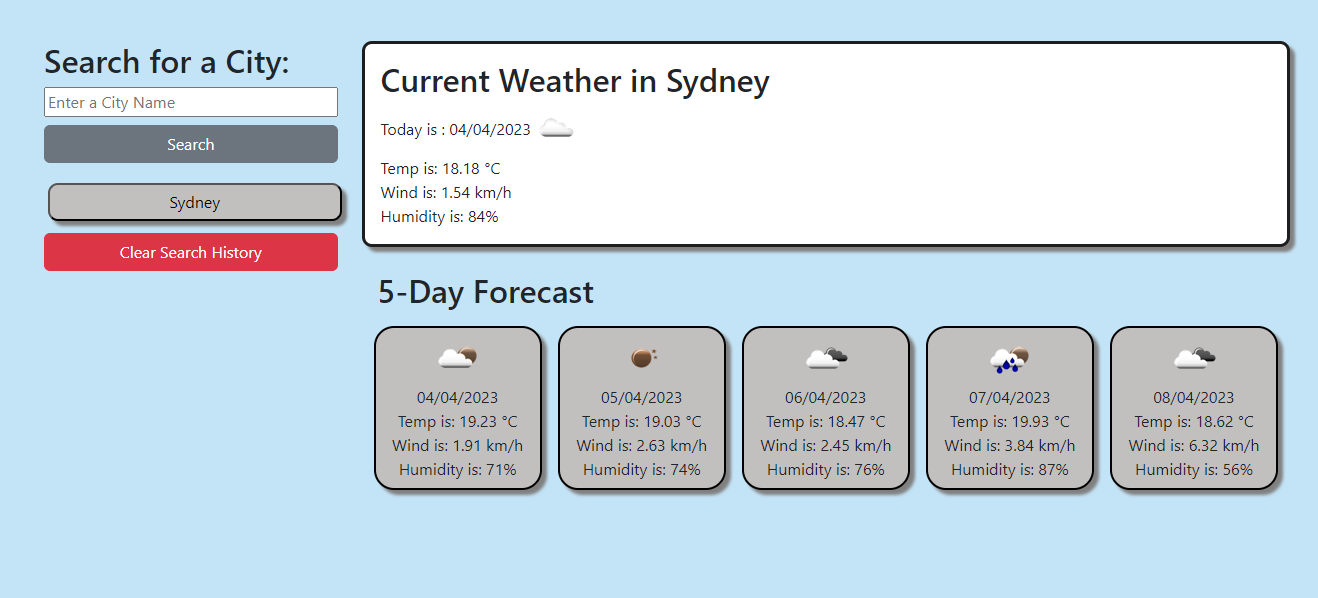 Search for a City:
Enter a City Name
Search
Sydney
Clear Search History
Current Weather in Sydney
Today is : 04/04/2023
Temp is: 18.18 °C
Wind is: 1.54 km/h
Humidity is: 84%
5-Day Forecast
04/04/2023
Temp is: 19.23 °C
Wind is: 1.91 km/h
Humidity is: 71%
05/04/2023
Temp is: 19.03 °C
Wind is: 2.63 km/h
Humidity is: 74%
06/04/2023
Temp is: 18.47 °C
Wind is: 2.45 km/h
Humidity is: 76%
07/04/2023
Temp is: 19.93 °C
Wind is: 3.84 km/h
Humidity is: 87%
08/04/2023
Temp is: 18.62 °C
Wind is: 6.32 km/h
Humidity is: 56%